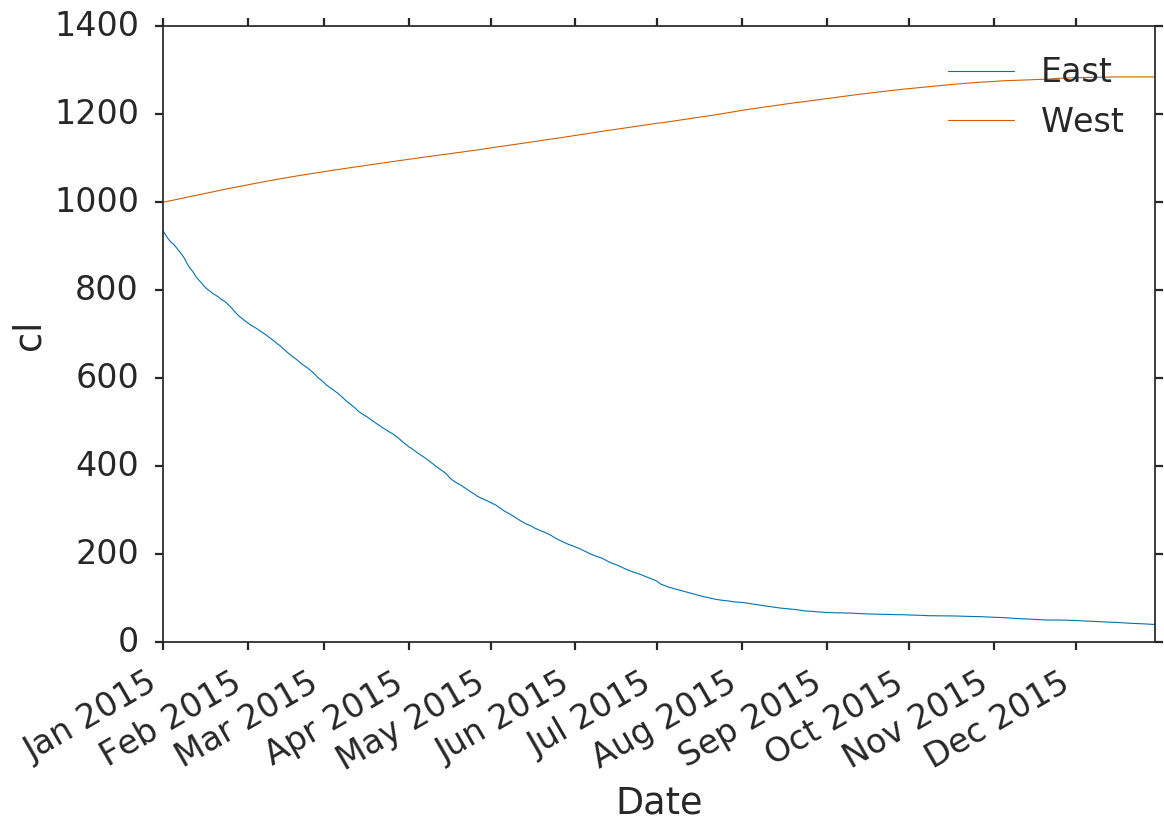 1400
1200
1000
800
600
400
200
0
cl
East
West
Jan 2015
Feb 2015
Mar 2015
Apr 2015
May 2015
Jun 2015
Jul 2015
Aug 2015
Sep 2015
Oct 2015
Nov 2015
Dec 2015
Date